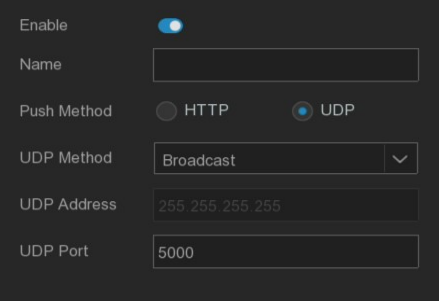 Enable
Name
Push Method HTTP UDP
UDP Method Broadcast
UDP Address 255.255.255.255
UDP Port 5000